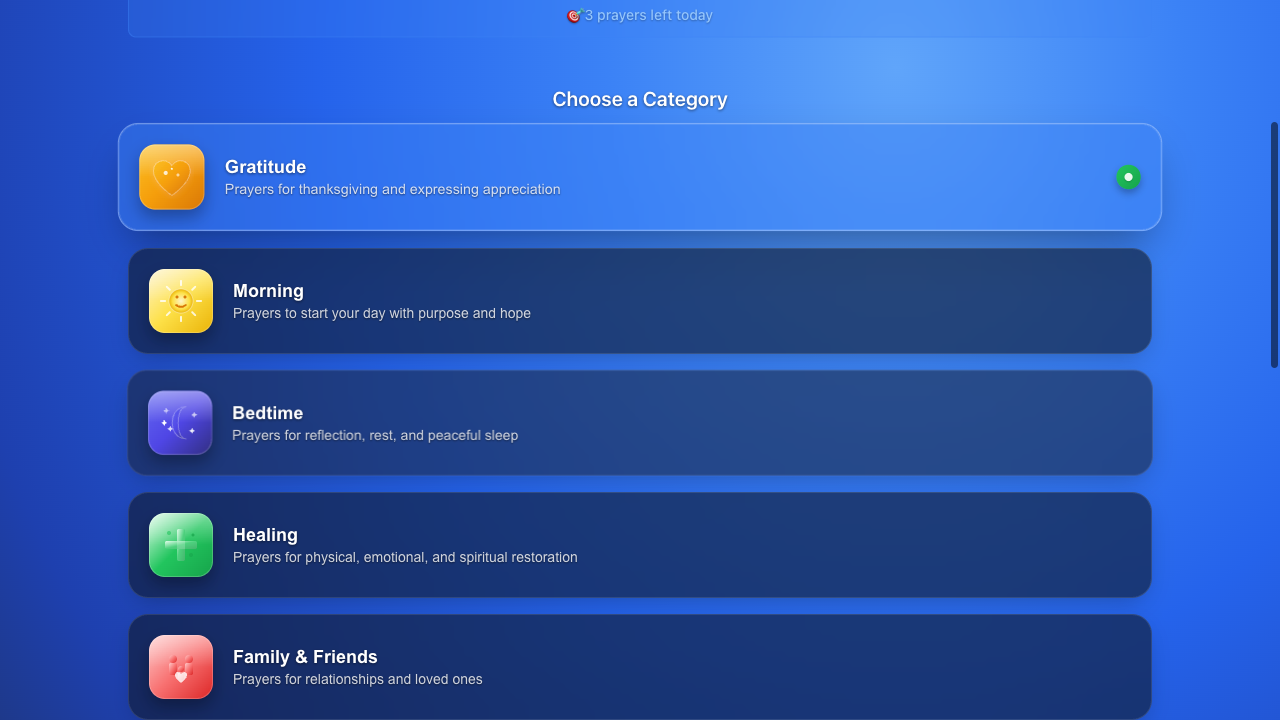 🎯 3 prayers left today
Choose a Category
Gratitude
Prayers for thanksgiving and expressing appreciation
Morning
Prayers to start your day with purpose and hope
Bedtime
Prayers for reflection, rest, and peaceful sleep
Healing
Prayers for physical, emotional, and spiritual restoration
Family & Friends
Prayers for relationships and loved ones